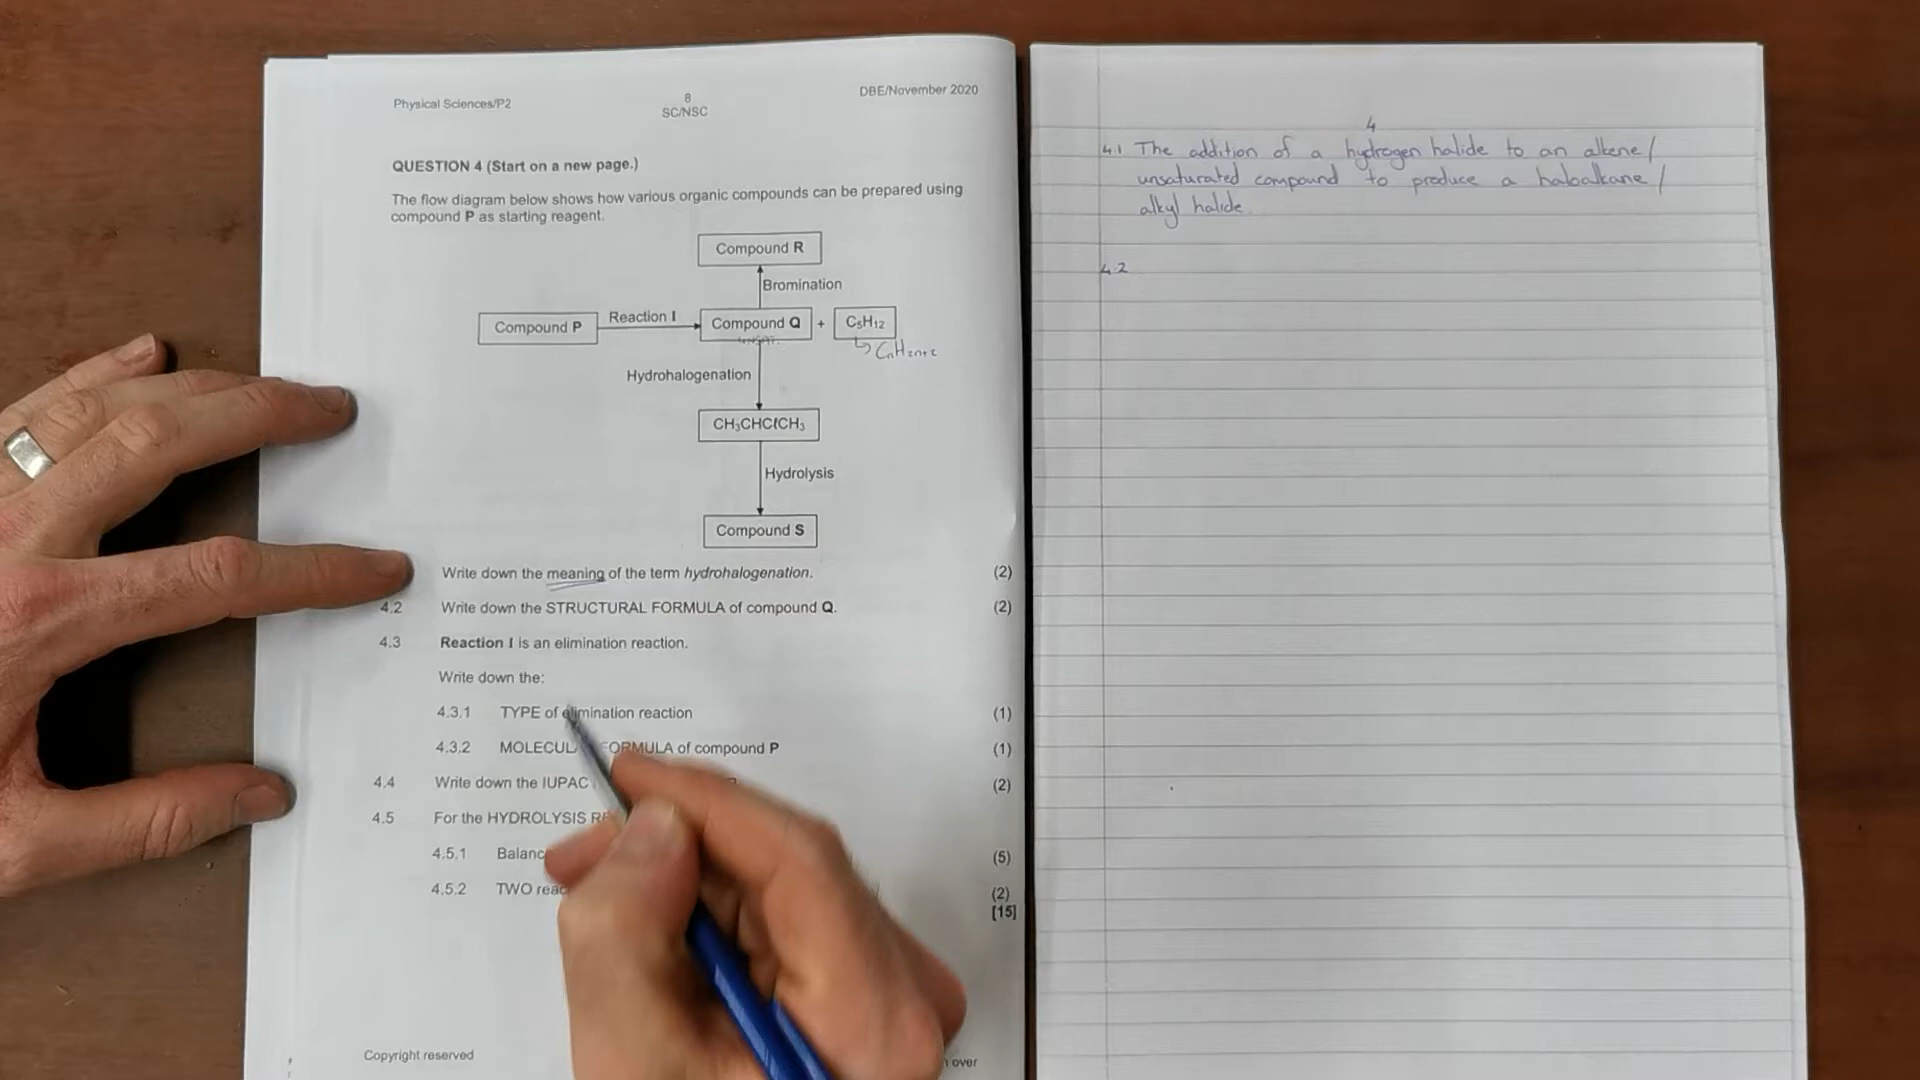 Physical Sciences/P2
8
SC/NSC
DBE/November 2020
QUESTION 4 (Start on a new page.)
The flow diagram below shows how various organic compounds can be prepared using
compound P as starting reagent.
Compound R
Bromination
Compound P
Reaction I
Compound Q
+
C₅H₁₂
UNSAT.
CₙH₂ₙ₊₂
Hydrohalogenation
CH₃CHCℓCH₃
Hydrolysis
Compound S
Write down the meaning of the term hydrohalogenation. (2)
4.2 Write down the STRUCTURAL FORMULA of compound Q. (2)
4.3 Reaction I is an elimination reaction.
Write down the:
4.3.1 TYPE of elimination reaction (1)
4.3.2 FORMULA of compound P (1)
4.4 Write down the IUPAC (2)
4.5 For the HYDROLYSIS
4.5.1 (5)
4.5.2 TWO (2)
[15]
Copyright reserved
over
4
4.1 The addition of a hydrogen halide to an alkene/
unsaturated compound to produce a haloalkane/
alkyl halide.
4.2